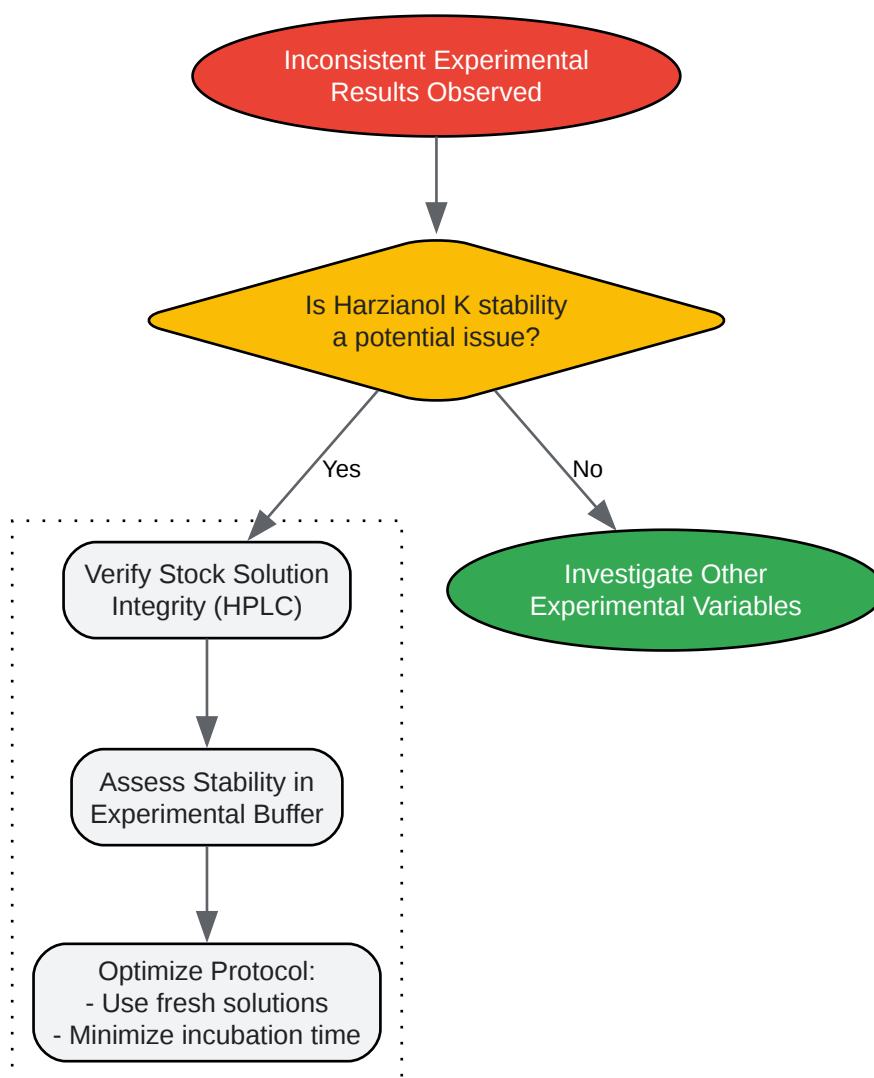 Inconsistent Experimental
Results Observed
Is Harzianol K stability
a potential issue?
Yes
No
Verify Stock Solution
Integrity (HPLC)
Investigate Other
Experimental Variables
Assess Stability in
Experimental Buffer
Optimize Protocol:
- Use fresh solutions
- Minimize incubation time